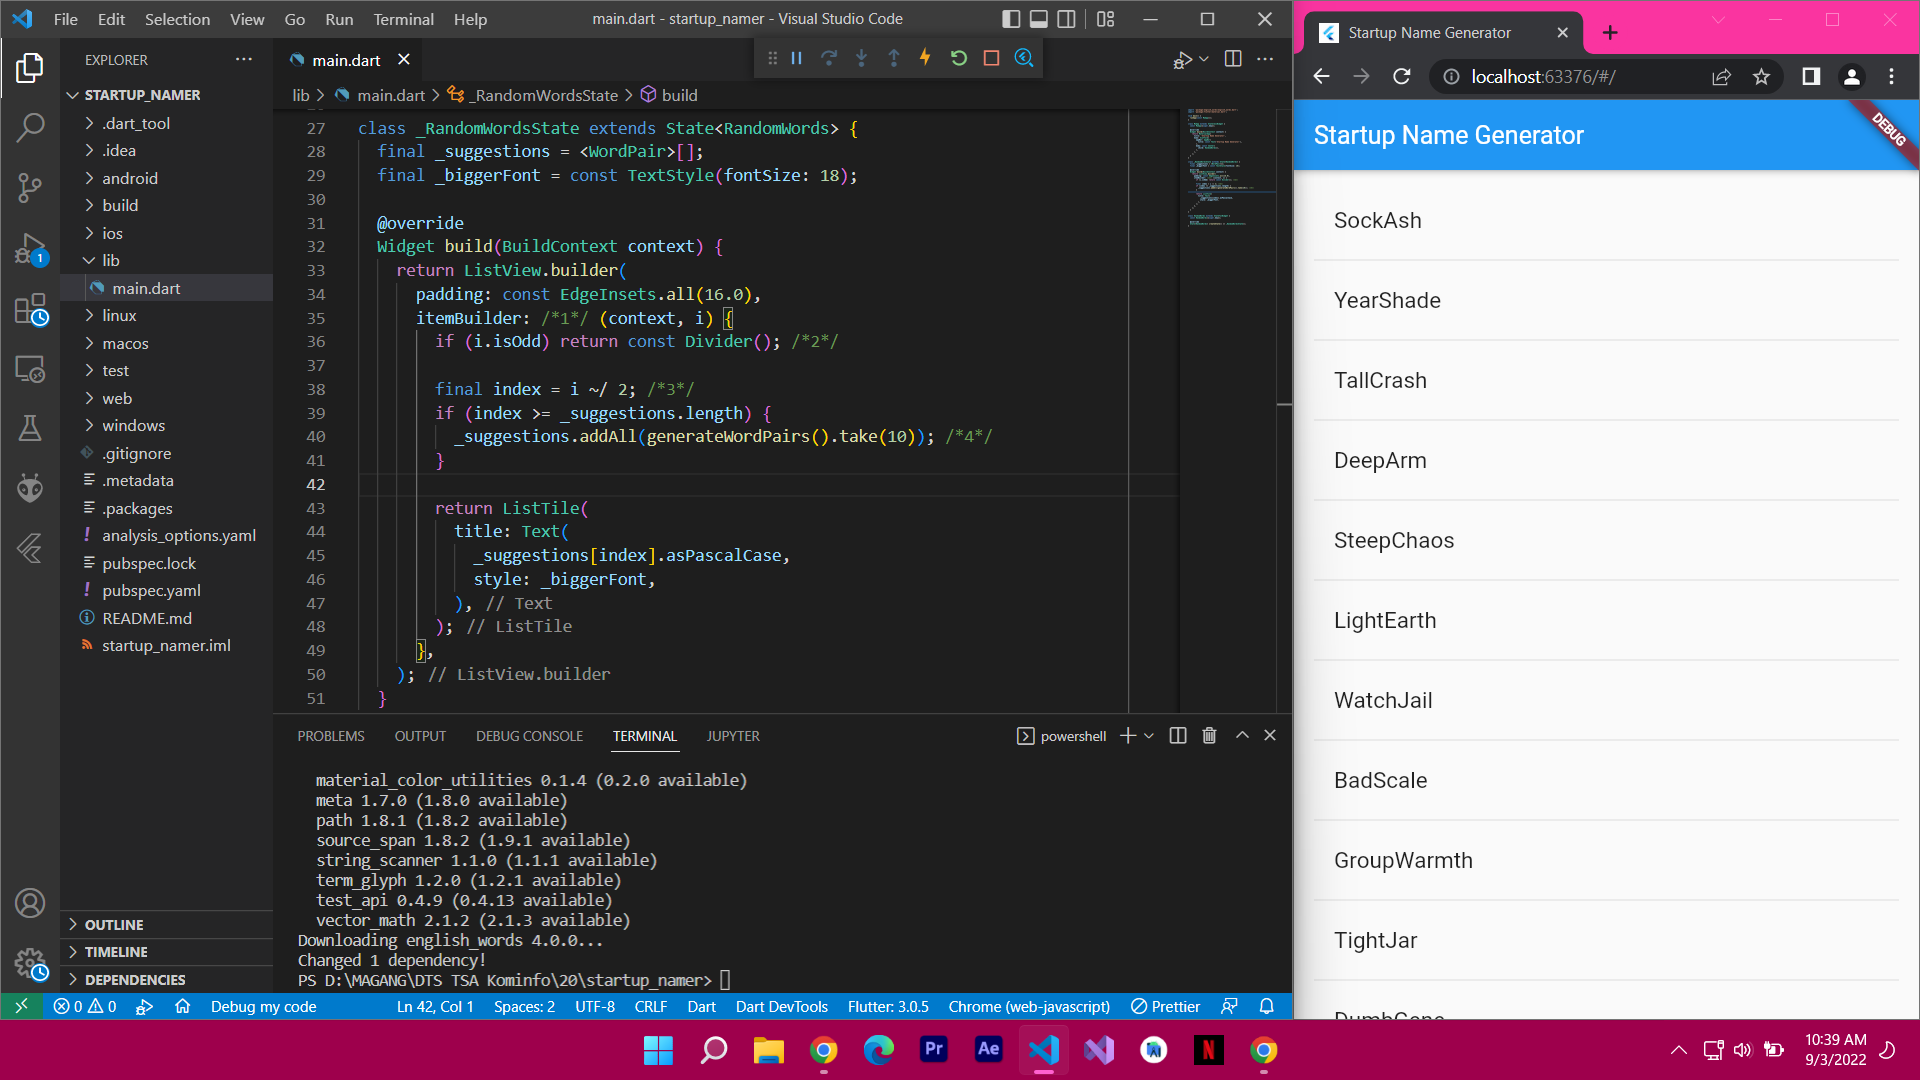 File Edit Selection View Go Run Terminal Help
main.dart - startup_namer - Visual Studio Code
EXPLORER
STARTUP_NAMER
.dart_tool
.idea
android
build
ios
lib
main.dart
linux
macos
test
web
windows
.gitignore
.metadata
.packages
analysis_options.yaml
pubspec.lock
pubspec.yaml
README.md
startup_namer.iml
OUTLINE
TIMELINE
DEPENDENCIES
1
main.dart
lib > main.dart > _RandomWordsState > build
27 class _RandomWordsState extends State<RandomWords> {
28 final _suggestions = <WordPair>[];
29 final _biggerFont = const TextStyle(fontSize: 18);
30
31 @override
32 Widget build(BuildContext context) {
33 return ListView.builder(
34 padding: const EdgeInsets.all(16.0),
35 itemBuilder: /*1*/ (context, i) {
36 if (i.isOdd) return const Divider(); /*2*/
37
38 final index = i ~/ 2; /*3*/
39 if (index >= _suggestions.length) {
40 _suggestions.addAll(generateWordPairs().take(10)); /*4*/
41 }
42
43 return ListTile(
44 title: Text(
45 _suggestions[index].asPascalCase,
46 style: _biggerFont,
47 ), // Text
48 ); // ListTile
49 },
50 ); // ListView.builder
51 }
PROBLEMS OUTPUT DEBUG CONSOLE TERMINAL JUPYTER
powershell
material_color_utilities 0.1.4 (0.2.0 available)
meta 1.7.0 (1.8.0 available)
path 1.8.1 (1.8.2 available)
source_span 1.8.2 (1.9.1 available)
string_scanner 1.1.0 (1.1.1 available)
term_glyph 1.2.0 (1.2.1 available)
test_api 0.4.9 (0.4.13 available)
vector_math 2.1.2 (2.1.3 available)
Downloading english_words 4.0.0...
Changed 1 dependency!
PS D:\MAGANG\DTS TSA Kominfo\20\startup_namer>
0 0 Debug my code Ln 42, Col 1 Spaces: 2 UTF-8 CRLF Dart Dart DevTools Flutter: 3.0.5 Chrome (web-javascript) Prettier
Startup Name Generator
localhost:63376/#/
Startup Name Generator
DEBUG
SockAsh
YearShade
TallCrash
DeepArm
SteepChaos
LightEarth
WatchJail
BadScale
GroupWarmth
TightJar
Pr
Ae
N
10:39 AM
9/3/2022